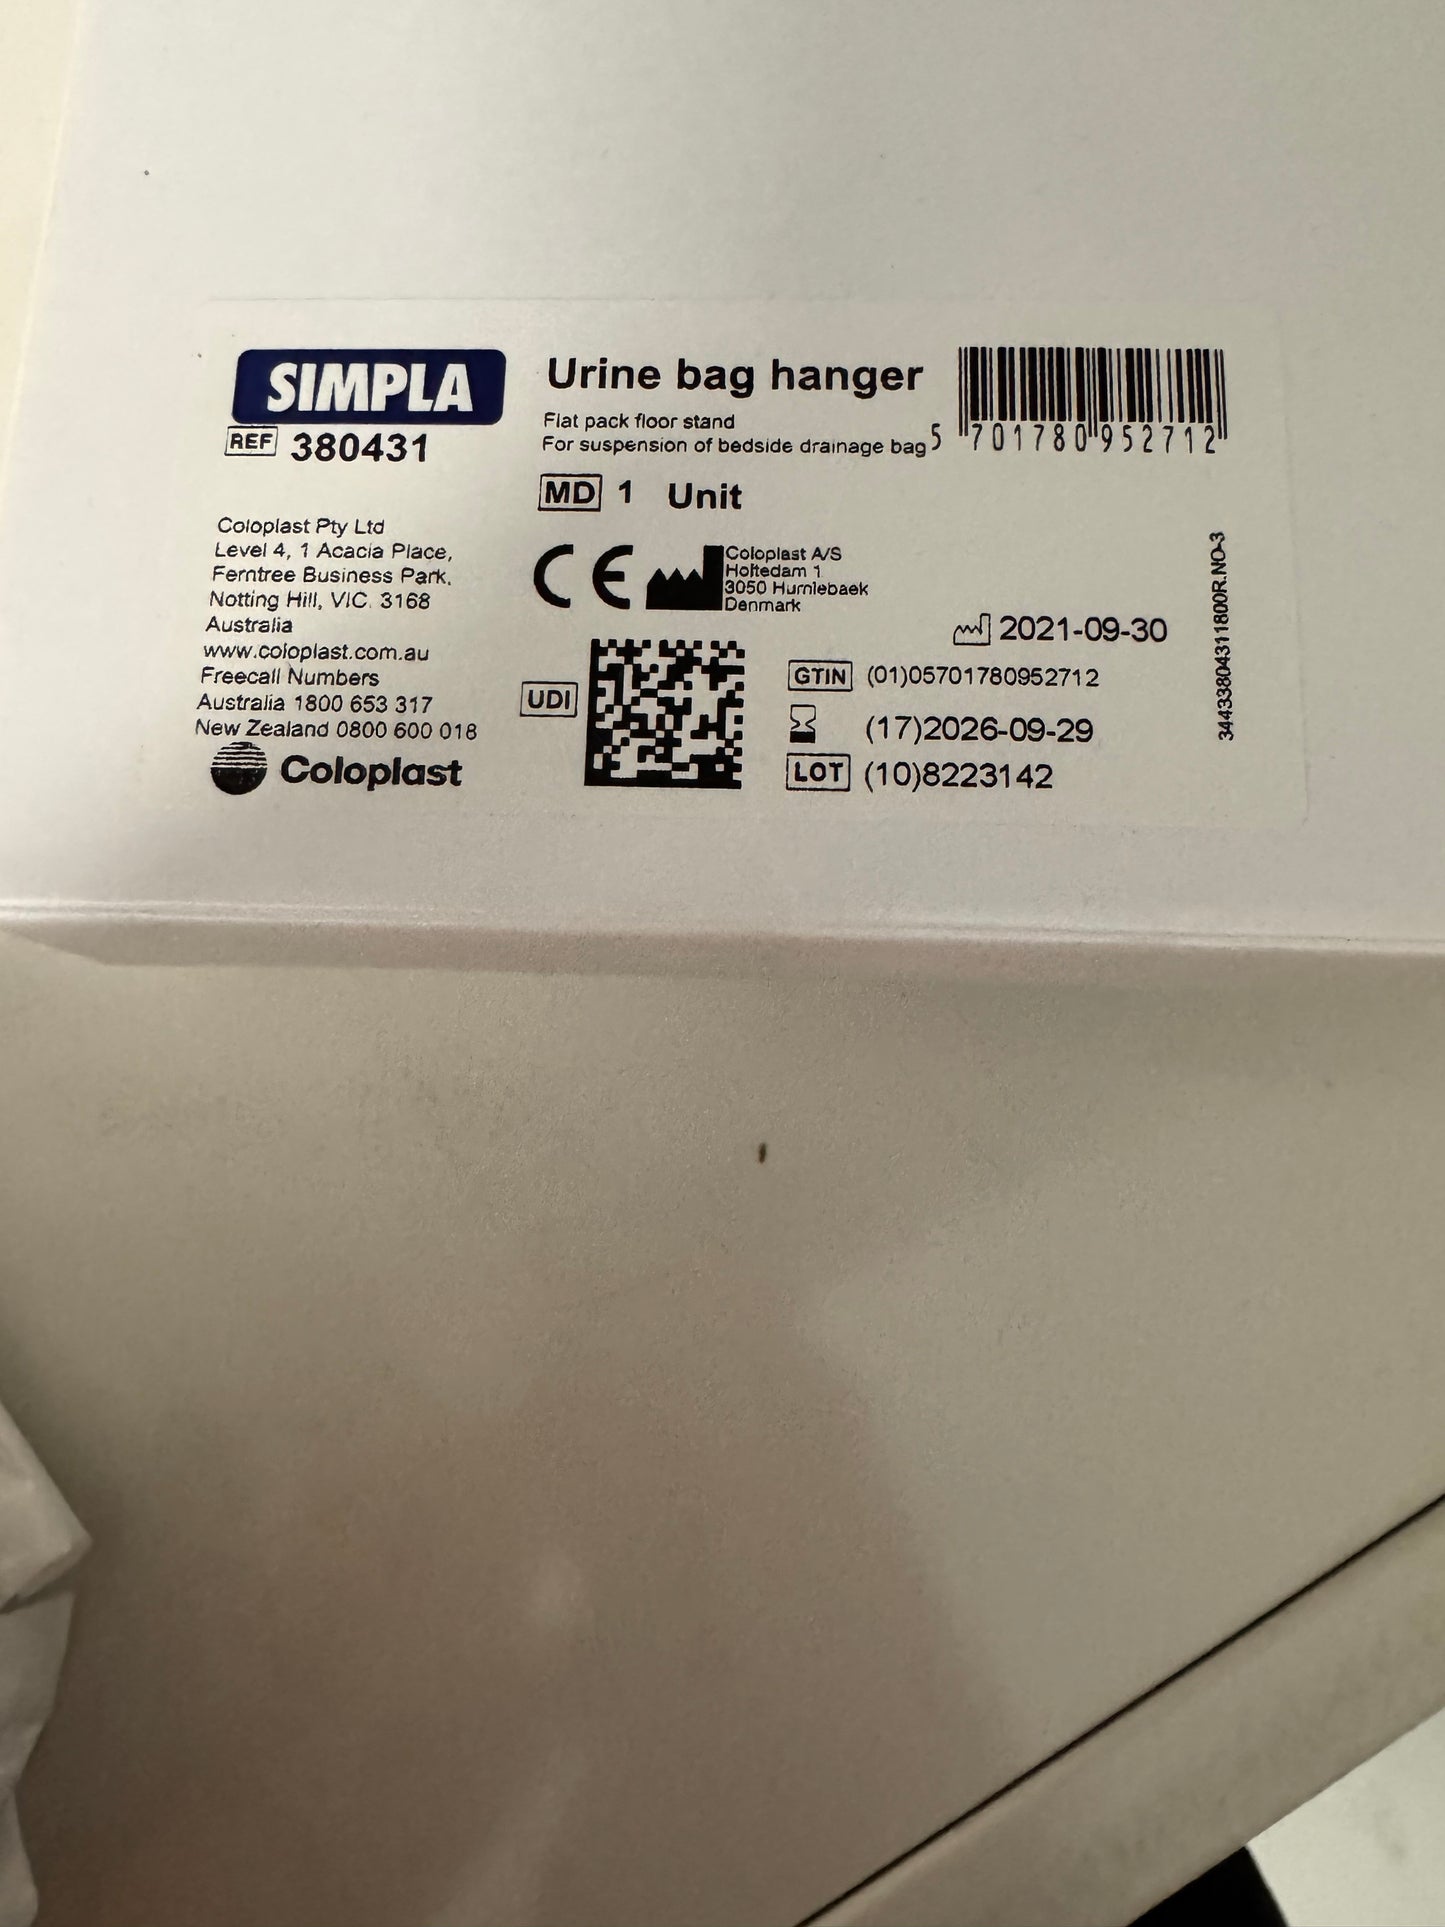 SIMPLA
REF 380431
Urine bag hanger
Flat pack floor stand
For suspension of bedside drainage bag
5 701780 952712
MD 1 Unit
Coloplast Pty Ltd
Level 4, 1 Acacia Place,
Ferntree Business Park,
Notting Hill, VIC. 3168
Australia
www.coloplast.com.au
Freecall Numbers
Australia 1800 653 317
New Zealand 0800 600 018
Coloplast
CE
Coloplast A/S
Holtedam 1
3050 Humlebaek
Denmark
2021-09-30
UDI
GTIN (01)05701780952712
(17)2026-09-29
LOT (10)8223142
34433804311800R.NO-3